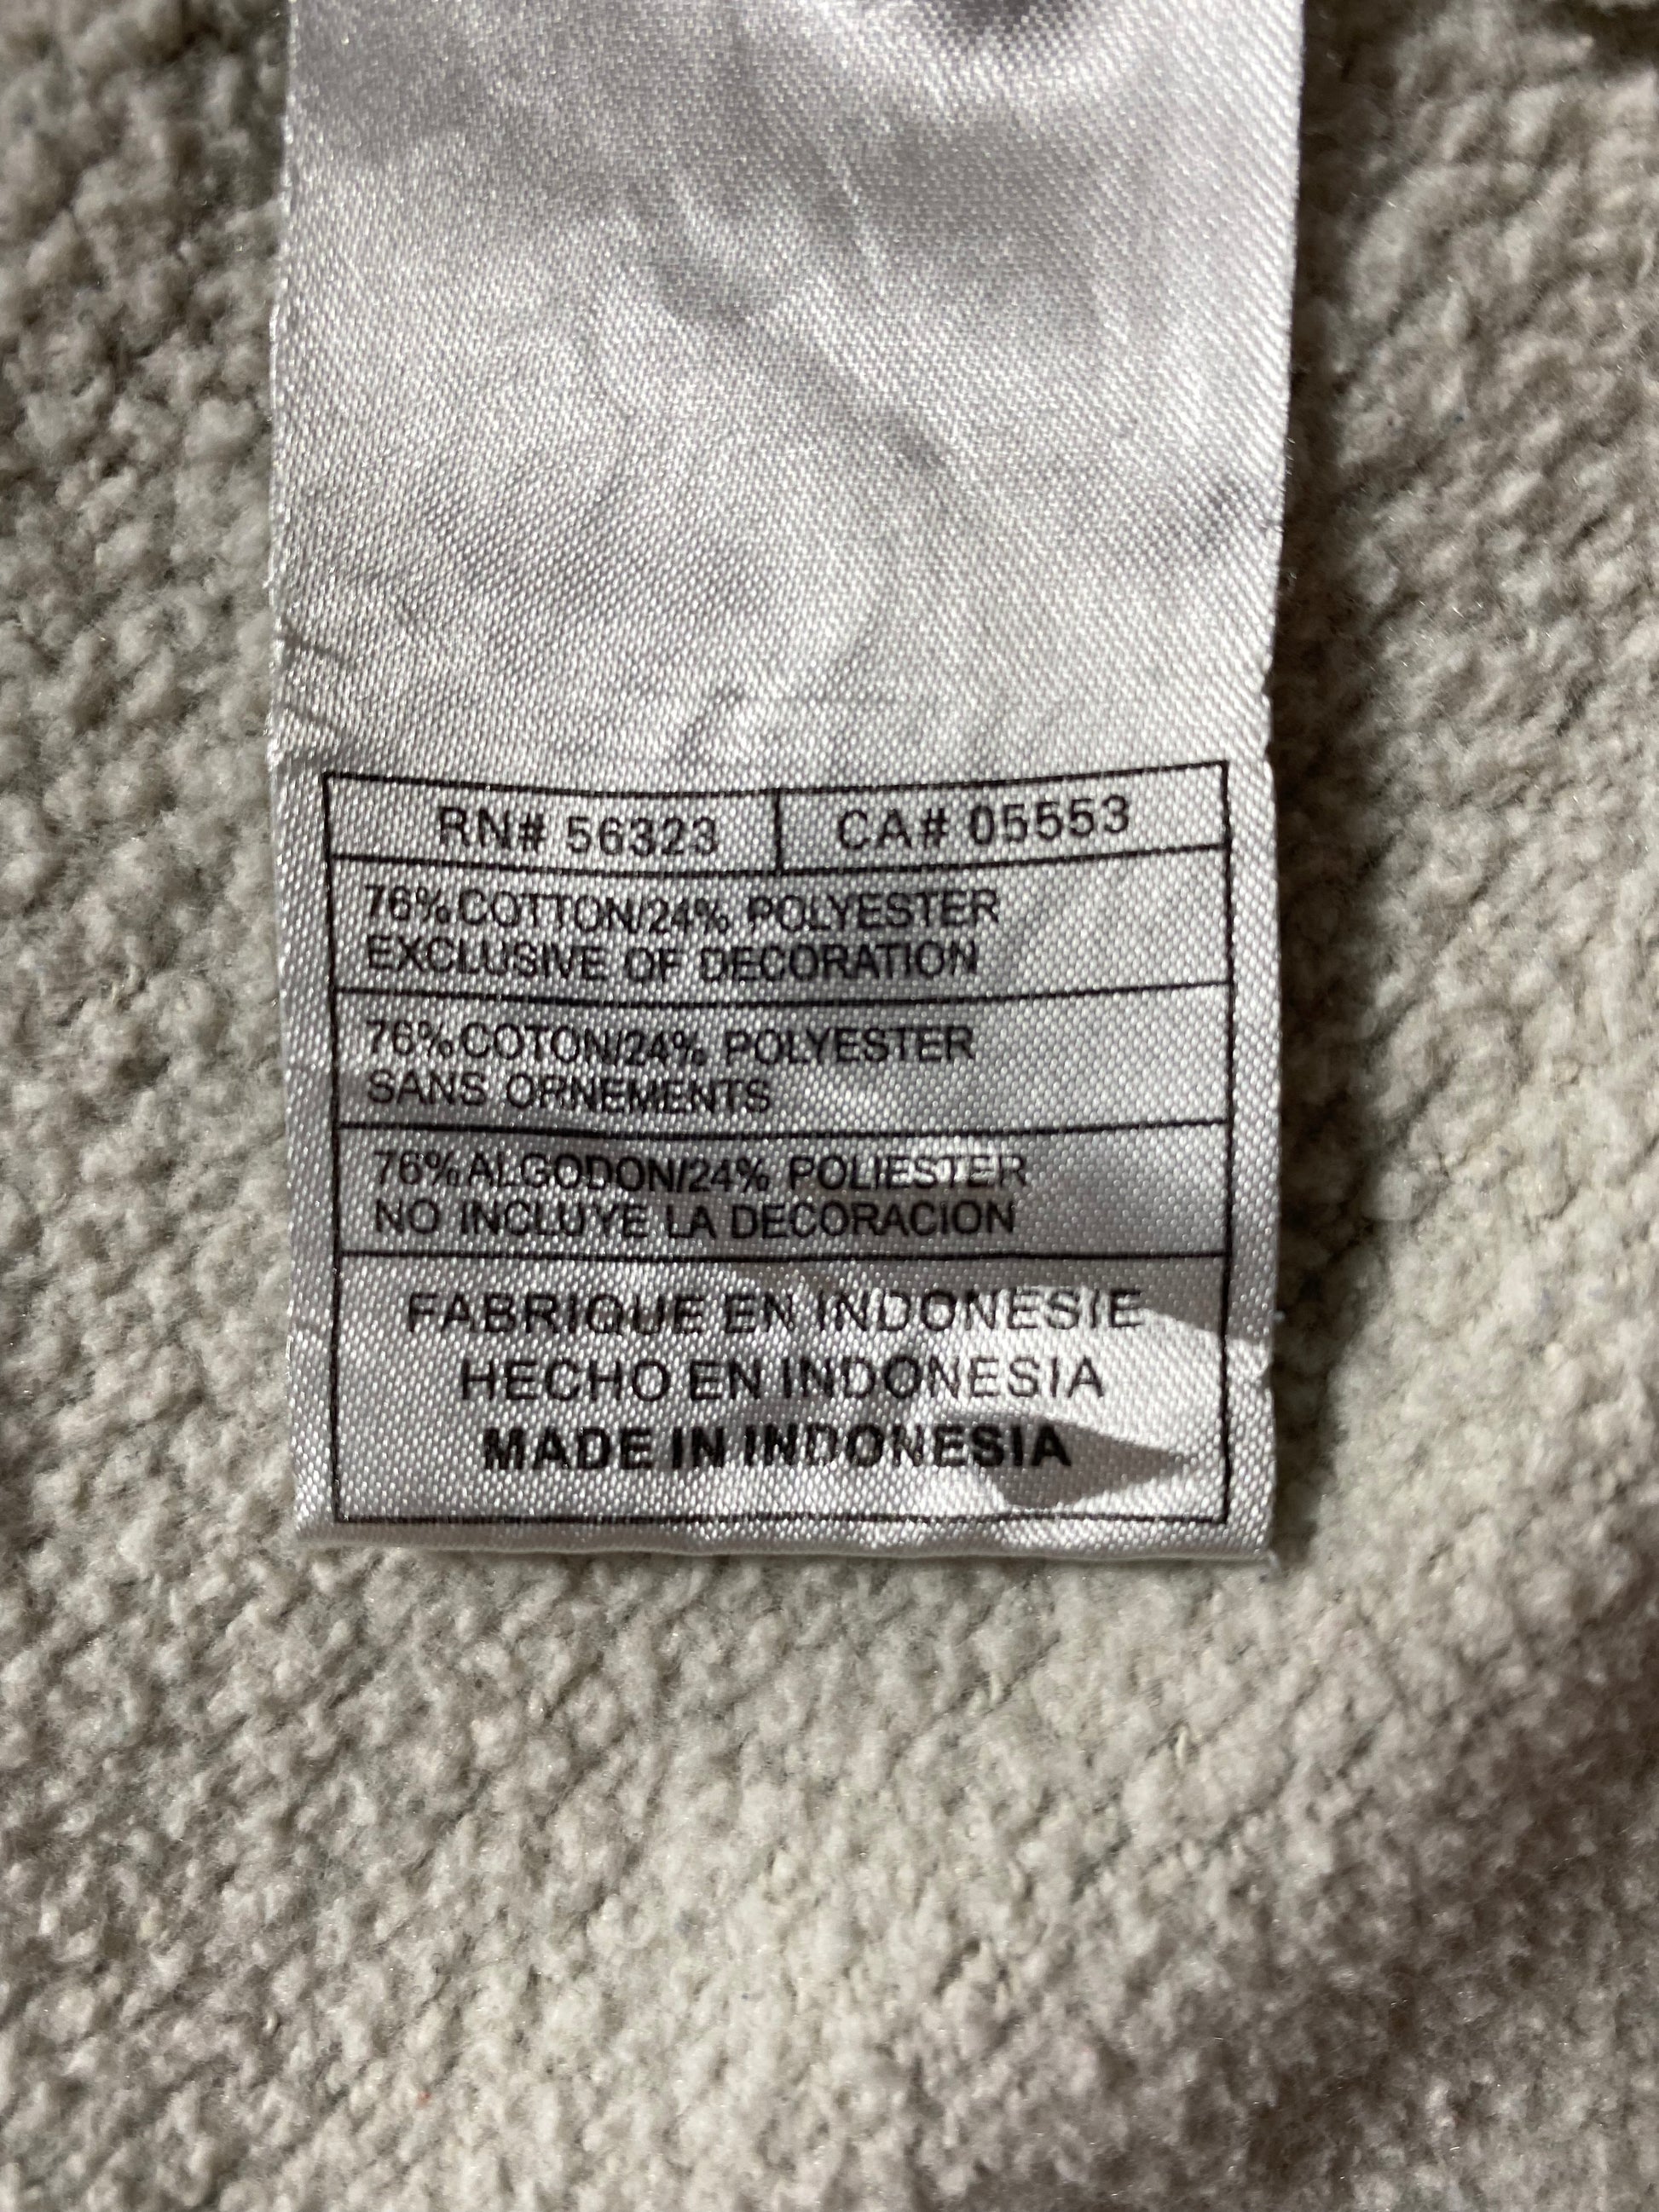 RN# 56323 CA# 05553
76% COTTON/24% POLYESTER
EXCLUSIVE OF DECORATION
76% COTON/24% POLYESTER
SANS ORNEMENTS
76% ALGODON/24% POLIESTER
NO INCLUYE LA DECORACION
FABRIQUE EN INDONESIE
HECHO EN INDONESIA
MADE IN INDONESIA